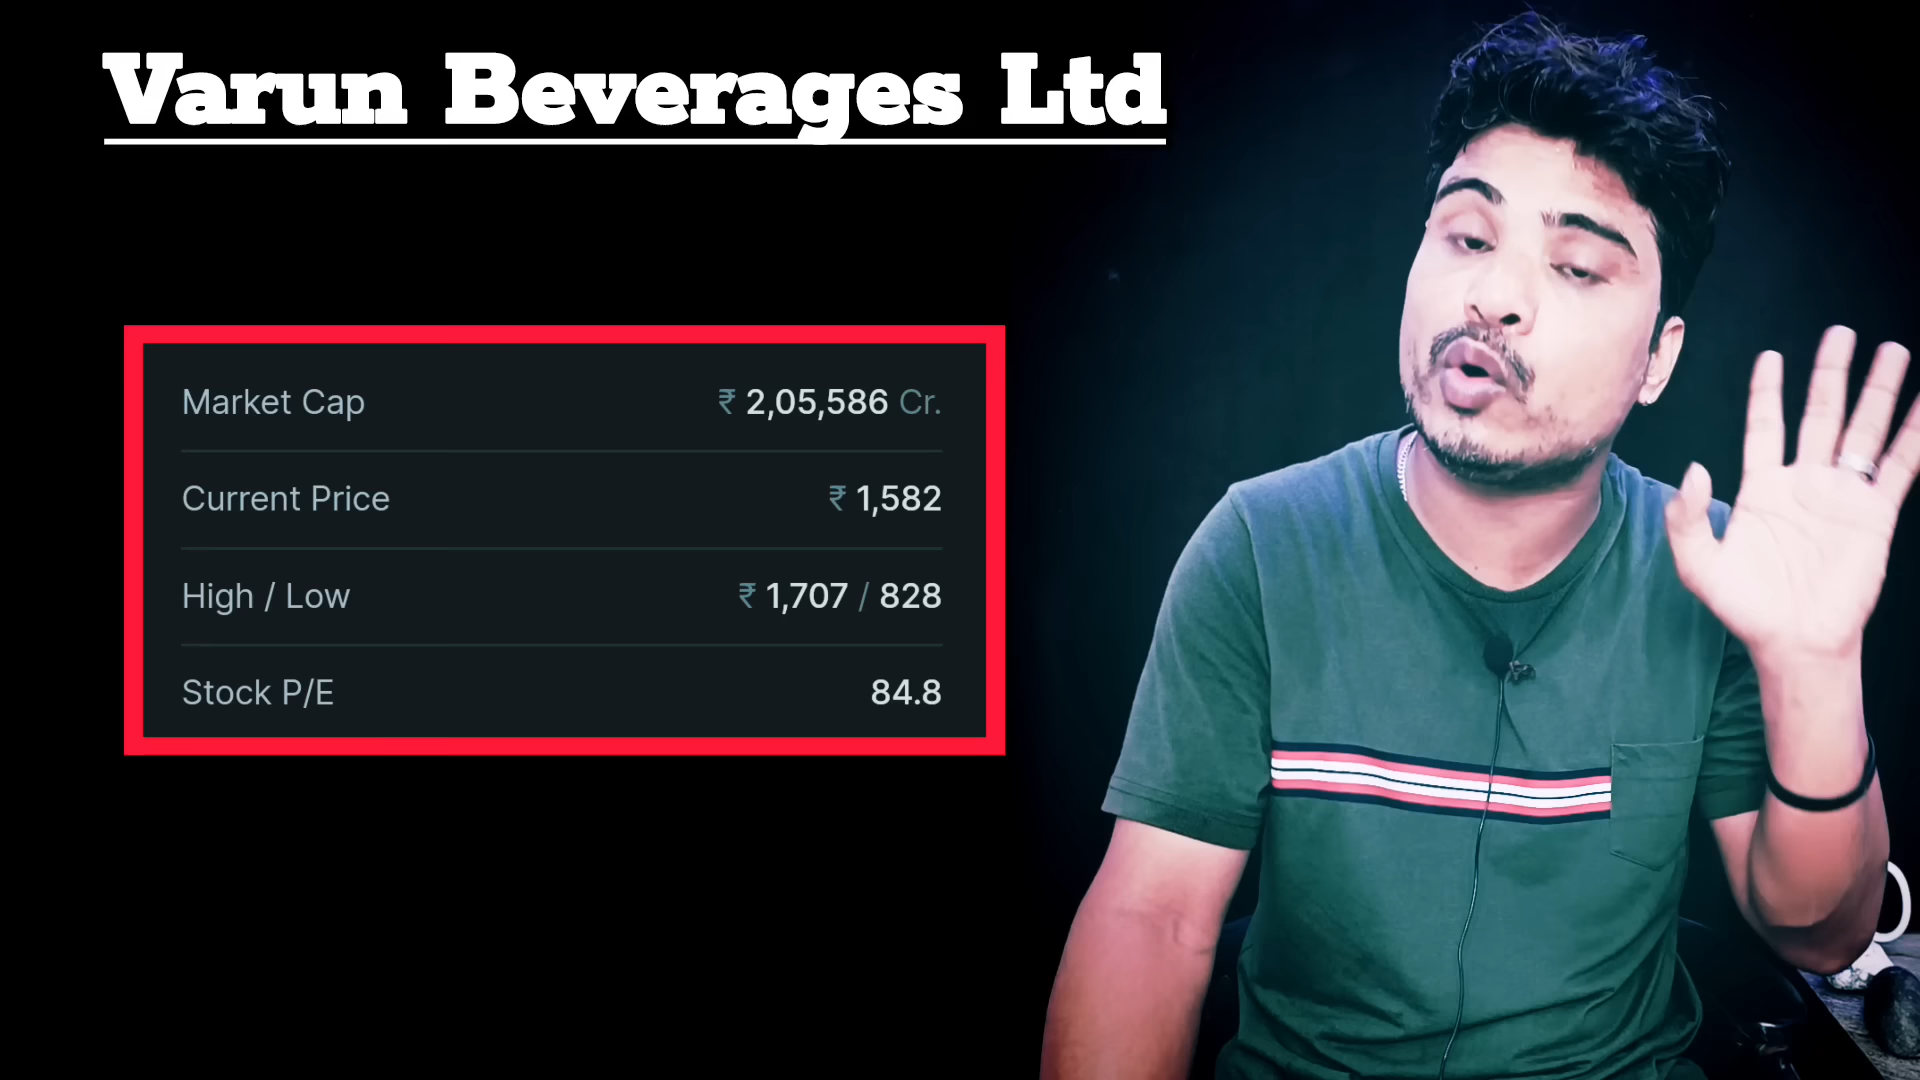 Varun Beverages Ltd
Market Cap ₹ 2,05,586 Cr.
Current Price ₹ 1,582
High / Low ₹ 1,707 / 828
Stock P/E 84.8